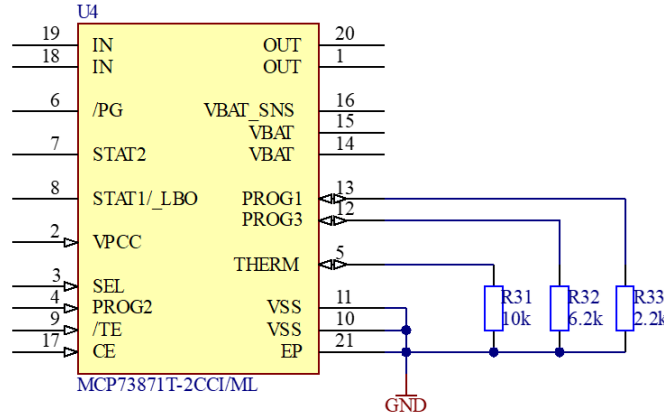 U4
19 IN OUT 20
18 IN OUT 1
6 /PG VBAT_SNS 16
VBAT 15
7 STAT2 VBAT 14
8 STAT1/_LBO PROG1 13
PROG3 12
2 VPCC
THERM 5
3 SEL
4 PROG2 VSS 11
9 /TE VSS 10
17 CE EP 21
R31 R32 R33
10k 6.2k 2.2k
MCP73871T-2CCI/ML
GND